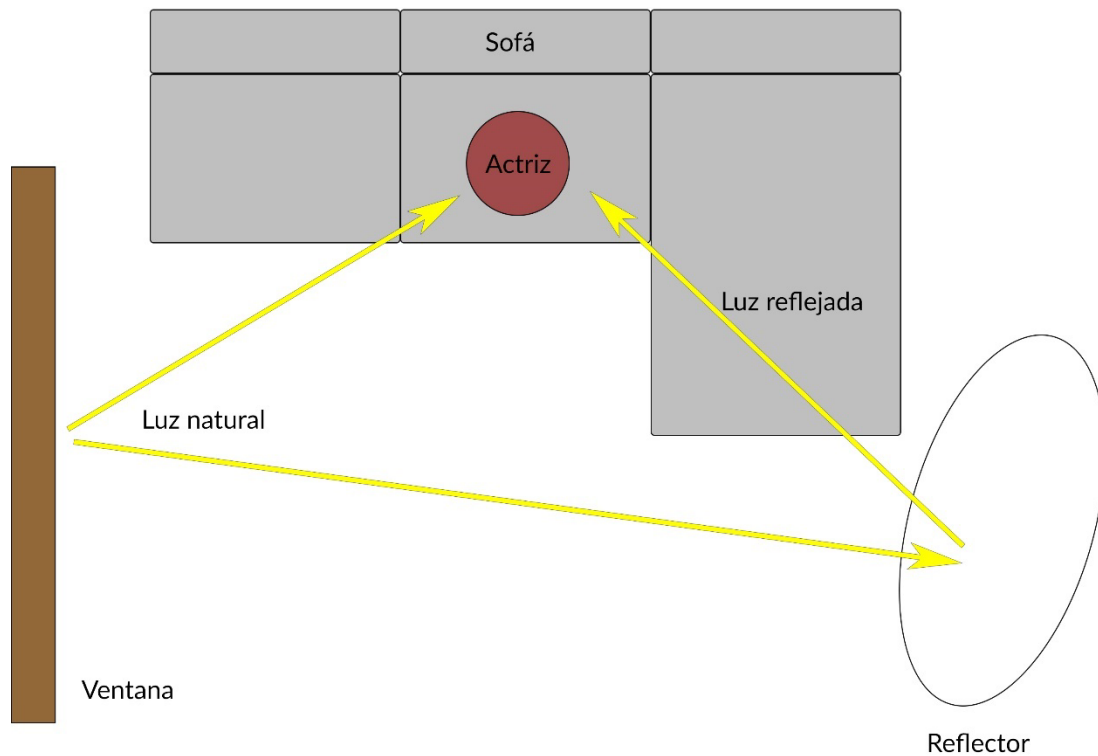 Sofá
Actriz
Luz reflejada
Luz natural
Ventana
Reflector